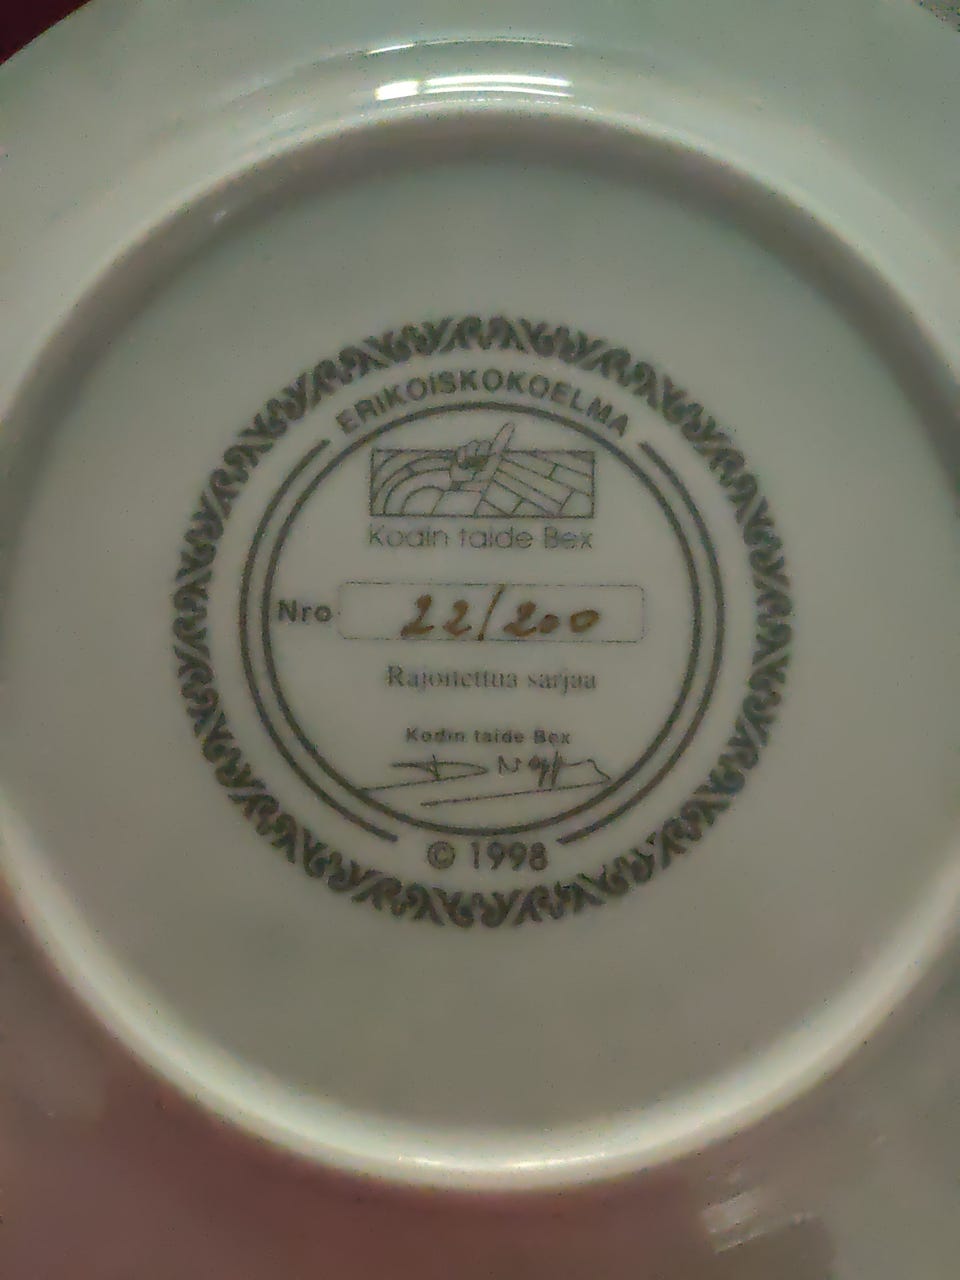 ERIKOISKOKOELMA
Kodin taide Bex
Nro 22/200
Rajoitettua sarjaa
Kodin taide Bex
© 1998